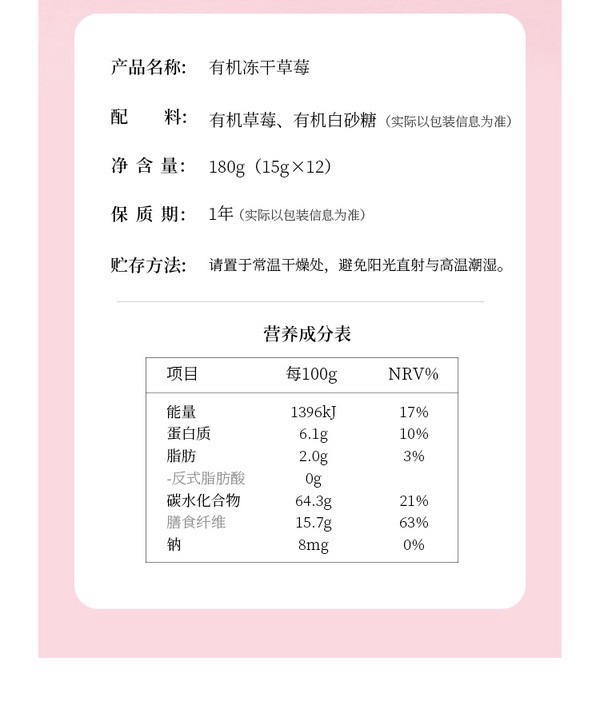 产品名称: 有机冻干草莓
配 料: 有机草莓、有机白砂糖（实际以包装信息为准）
净含量: 180g（15g×12）
保质期: 1年（实际以包装信息为准）
贮存方法: 请置于常温干燥处，避免阳光直射与高温潮湿。
营养成分表
项目 每100g NRV%
能量 1396kJ 17%
蛋白质 6.1g 10%
脂肪 2.0g 3%
-反式脂肪酸 0g
碳水化合物 64.3g 21%
膳食纤维 15.7g 63%
钠 8mg 0%